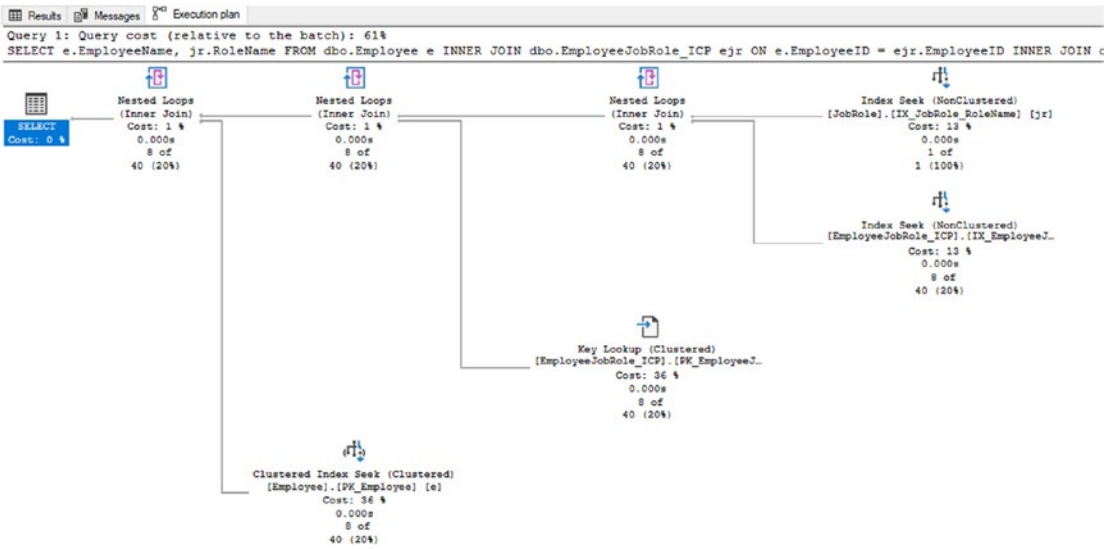 Results Messages Execution plan
Query 1: Query cost (relative to the batch): 61%
SELECT e.EmployeeName, jr.RoleName FROM dbo.Employee e INNER JOIN dbo.EmployeeJobRole_ICP ejr ON e.EmployeeID = ejr.EmployeeID INNER JOIN
SELECT
Cost: 0 %
Nested Loops
(Inner Join)
Cost: 1 %
0.000s
8 of
40 (20%)
Nested Loops
(Inner Join)
Cost: 1 %
0.000s
8 of
40 (20%)
Nested Loops
(Inner Join)
Cost: 1 %
0.000s
8 of
40 (20%)
Index Seek (NonClustered)
[JobRole].[IX_JobRole_RoleName] [jr]
Cost: 13 %
0.000s
1 of
1 (100%)
Index Seek (NonClustered)
[EmployeeJobRole_ICP].[IX_EmployeeJ…
Cost: 13 %
0.000s
8 of
40 (20%)
Key Lookup (Clustered)
[EmployeeJobRole_ICP].[PK_EmployeeJ…
Cost: 36 %
0.000s
8 of
40 (20%)
Clustered Index Seek (Clustered)
[Employee].[PK_Employee] [e]
Cost: 36 %
0.000s
8 of
40 (20%)